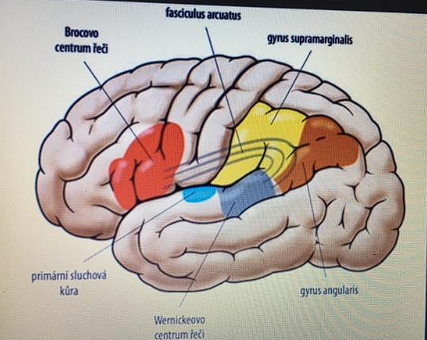 fasciculus arcuatus
Brocovo
centrum řeči
gyrus supramarginalis
primární sluchová
kůra
gyrus angularis
Wernickeovo
centrum řeči